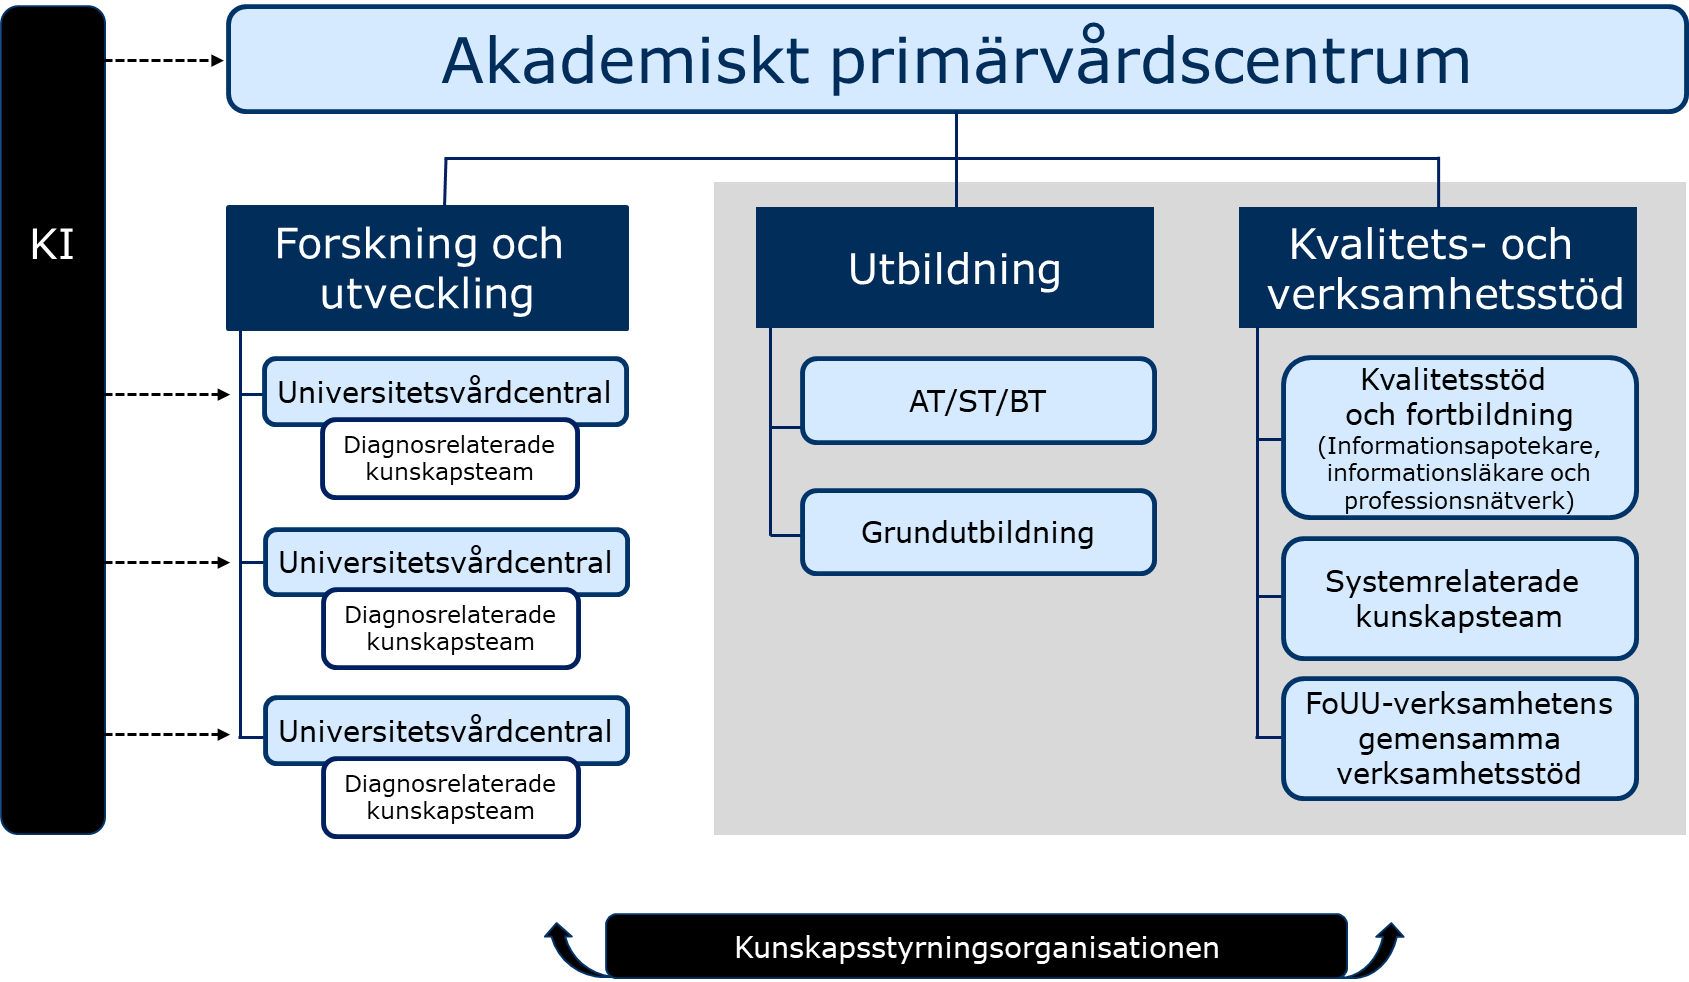 Akademiskt primärvårdscentrum
KI
Forskning och
utveckling
Universitetsvårdcentral
Diagnosrelaterade
kunskapsteam
Universitetsvårdcentral
Diagnosrelaterade
kunskapsteam
Universitetsvårdcentral
Diagnosrelaterade
kunskapsteam
Utbildning
AT/ST/BT
Grundutbildning
Kvalitets- och
verksamhetsstöd
Kvalitetsstöd
och fortbildning
(Informationsapotekare,
informationsläkare och
professionsnätverk)
Systemrelaterade
kunskapsteam
FoUU-verksamhetens
gemensamma
verksamhetsstöd
Kunskapsstyrningsorganisationen